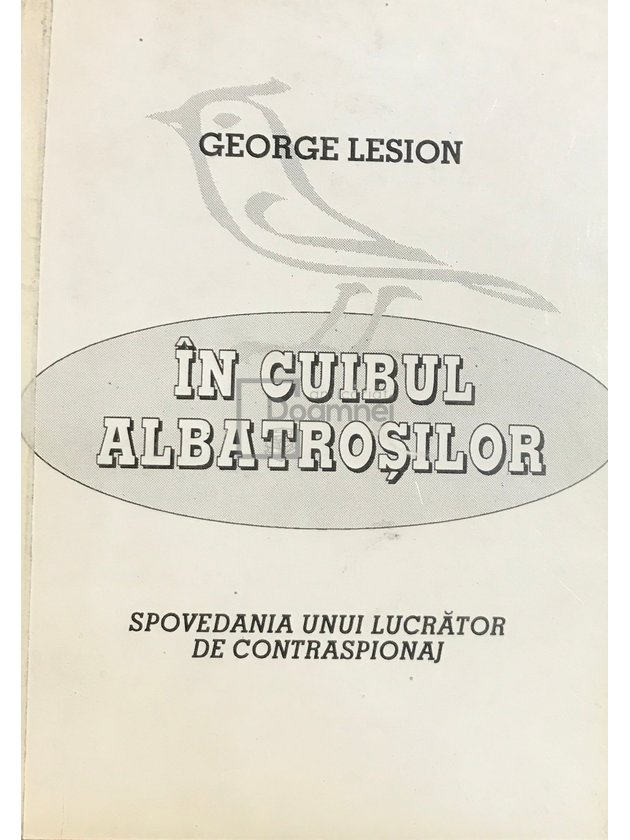 GEORGE LESION
ÎN CUIBUL
ALBATROȘILOR
SPOVEDANIA UNUI LUCRĂTOR
DE CONTRASPIONAJ